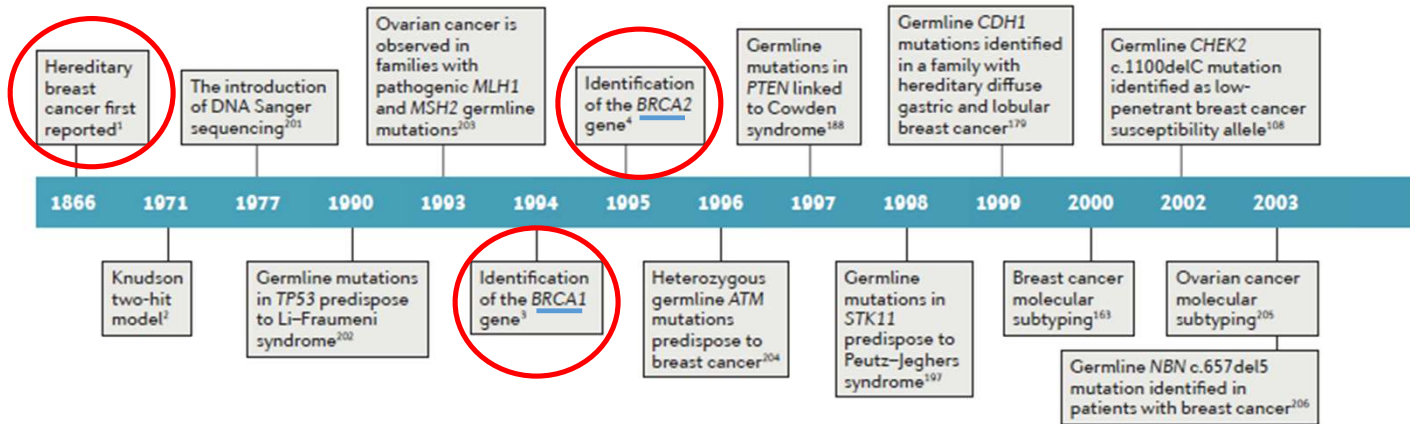 Hereditary
breast
cancer first
reported¹
The introduction
of DNA Sanger
sequencing²⁰¹
Ovarian cancer is
observed in
families with
pathogenic MLH1
and MSH2 germline
mutations²⁰³
Identification
of the BRCA2
gene⁴
Germline
mutations in
PTEN linked
to Cowden
syndrome¹⁸⁸
Germline CDH1
mutations identified
in a family with
hereditary diffuse
gastric and lobular
breast cancer¹⁷⁹
Germline CHEK2
c.1100delC mutation
identified as low-
penetrant breast cancer
susceptibility allele¹⁰⁸
1866 1971 1977 1990 1993 1994 1995 1996 1997 1998 1999 2000 2002 2003
Knudson
two-hit
model²
Germline mutations
in TP53 predispose
to Li–Fraumeni
syndrome²⁰²
Identification
of the BRCA1
gene³
Heterozygous
germline ATM
mutations
predispose to
breast cancer²⁰⁴
Germline
mutations in
STK11
predispose to
Peutz–Jeghers
syndrome¹⁹⁷
Breast cancer
molecular
subtyping¹⁶³
Ovarian cancer
molecular
subtyping²⁰⁵
Germline NBN c.657del5
mutation identified in
patients with breast cancer²⁰⁶